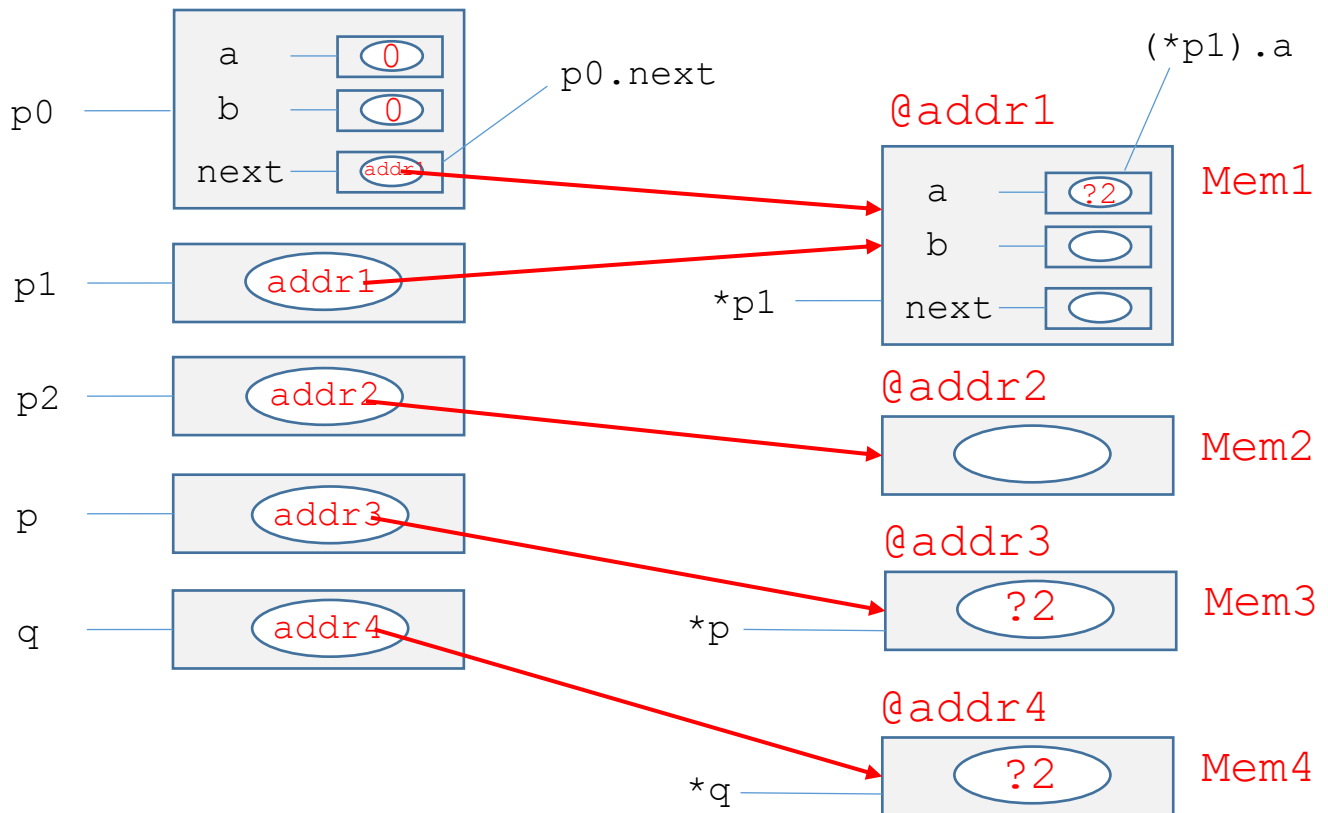 a 0
b 0
p0
next addr1
p0.next
(*p1).a
@addr1
Mem1
a ?2
b
*p1
next
p1 addr1
p2 addr2
@addr2
Mem2
p addr3
@addr3
Mem3
?2
*p
q addr4
@addr4
Mem4
?2
*q